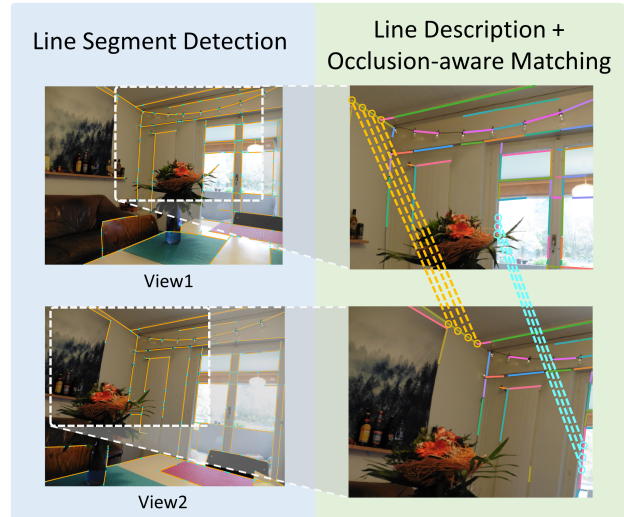 Line Segment Detection
Line Description +
Occlusion-aware Matching
View1
View2